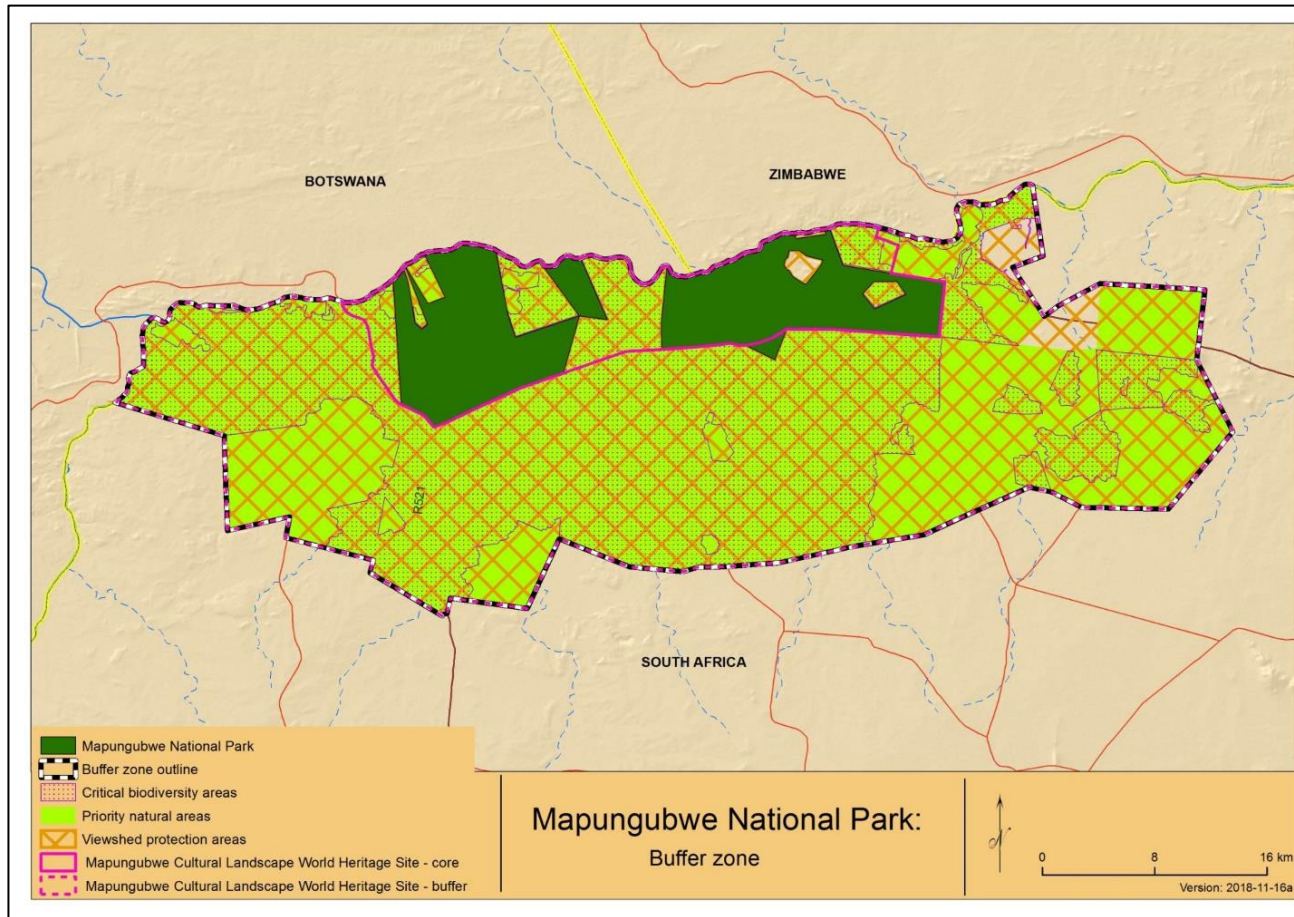 BOTSWANA
ZIMBABWE
R521
SOUTH AFRICA
Mapungubwe National Park
Buffer zone outline
Critical biodiversity areas
Priority natural areas
Viewshed protection areas
Mapungubwe Cultural Landscape World Heritage Site - core
Mapungubwe Cultural Landscape World Heritage Site - buffer
Mapungubwe National Park:
Buffer zone
N
0 8 16 km
Version: 2018-11-16a